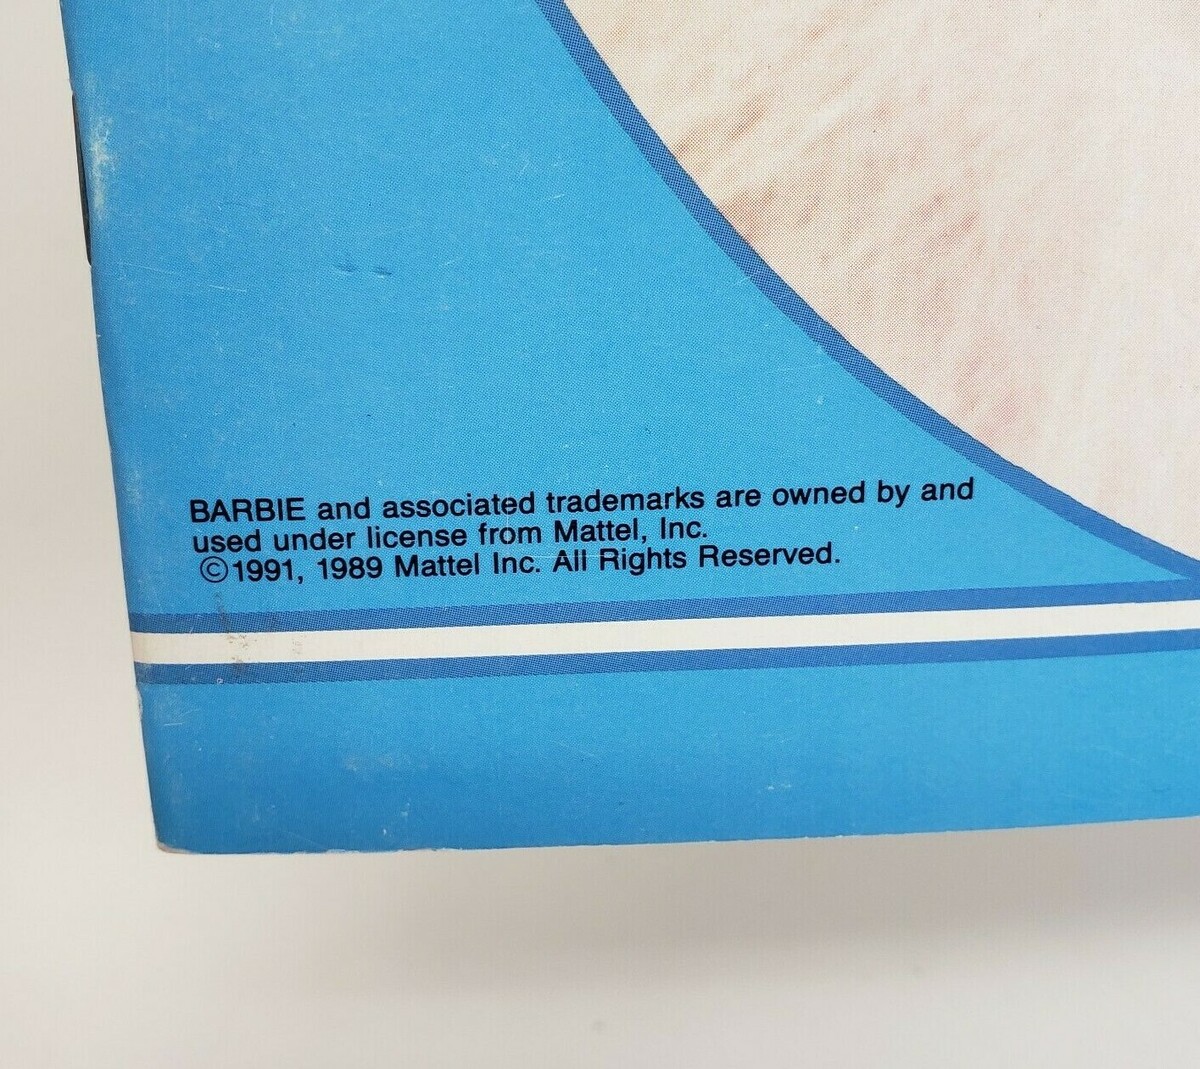 BARBIE and associated trademarks are owned by and
used under license from Mattel, Inc.
©1991, 1989 Mattel Inc. All Rights Reserved.